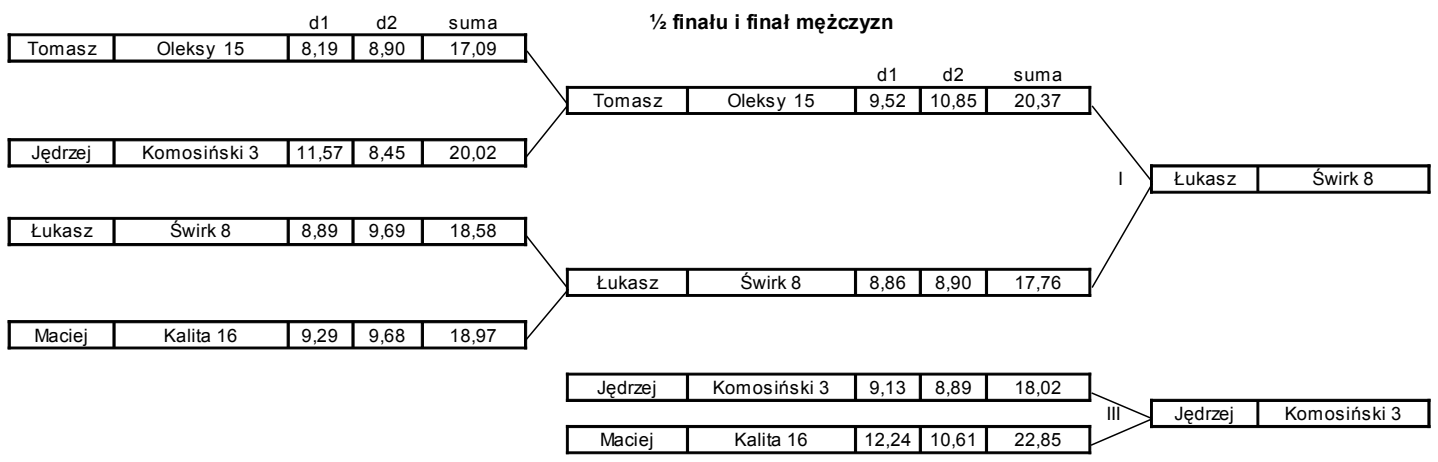 ½ finału i finał mężczyzn
d1 d2 suma
Tomasz Oleksy 15 8,19 8,90 17,09
d1 d2 suma
Tomasz Oleksy 15 9,52 10,85 20,37
Jędrzej Komosiński 3 11,57 8,45 20,02
I Łukasz Świrk 8
Łukasz Świrk 8 8,89 9,69 18,58
Łukasz Świrk 8 8,86 8,90 17,76
Maciej Kalita 16 9,29 9,68 18,97
Jędrzej Komosiński 3 9,13 8,89 18,02
III Jędrzej Komosiński 3
Maciej Kalita 16 12,24 10,61 22,85